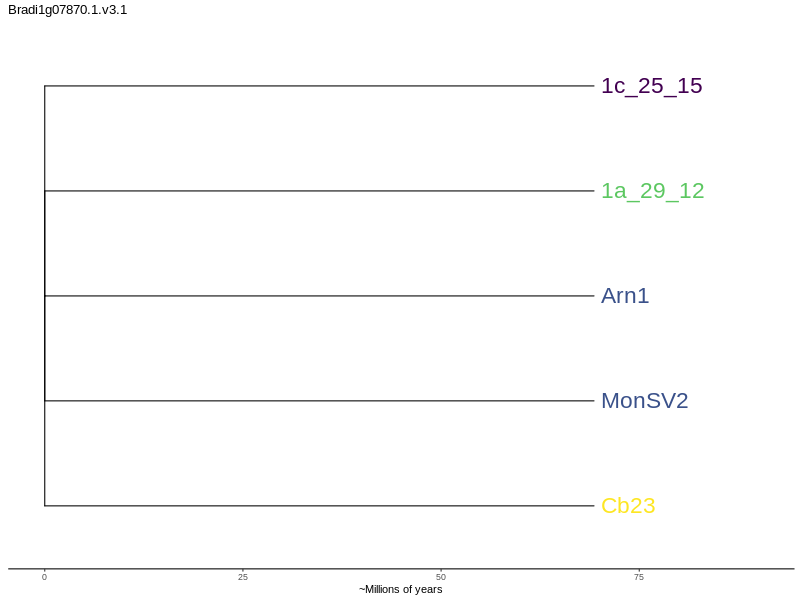 Bradi1g07870.1.v3.1
1c_25_15
1a_29_12
Arn1
MonSV2
Cb23
0 25 50 75
~Millions of years